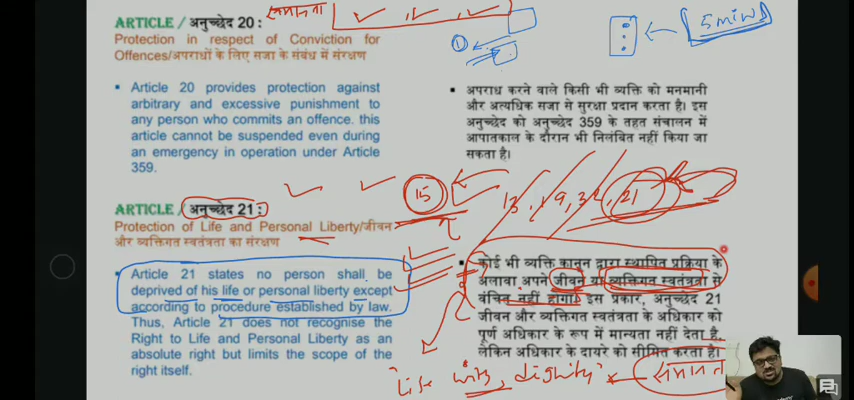 समानता
ARTICLE / अनुच्छेद 20 :
Protection in respect of Conviction for
Offences/अपराधों के लिए सजा के संबंध में संरक्षण
1
5 min
Article 20 provides protection against
arbitrary and excessive punishment to
any person who commits an offence. this
article cannot be suspended even during
an emergency in operation under Article
359.
अपराध करने वाले किसी भी व्यक्ति को मनमानी
और अत्यधिक सजा से सुरक्षा प्रदान करता है। इस
अनुच्छेद को अनुच्छेद 359 के तहत संचालन में
आपातकाल के दौरान भी निलंबित नहीं किया जा
सकता है।
15
21
ARTICLE / अनुच्छेद 21 :
Protection of Life and Personal Liberty/जीवन
और व्यक्तिगत स्वतंत्रता का संरक्षण
Article 21 states no person shall be
deprived of his life or personal liberty except
according to procedure established by law.
Thus, Article 21 does not recognise the
Right to Life and Personal Liberty as an
absolute right but limits the scope of the
right itself.
कोई भी व्यक्ति कानून द्वारा स्थापित प्रक्रिया के
अलावा अपने जीवन या व्यक्तिगत स्वतंत्रता से
वंचित नहीं होगा। इस प्रकार, अनुच्छेद 21
जीवन और व्यक्तिगत स्वतंत्रता के अधिकार को
पूर्ण अधिकार के रूप में मान्यता नहीं देता है,
लेकिन अधिकार के दायरे को सीमित करता है।
"Life with dignity"